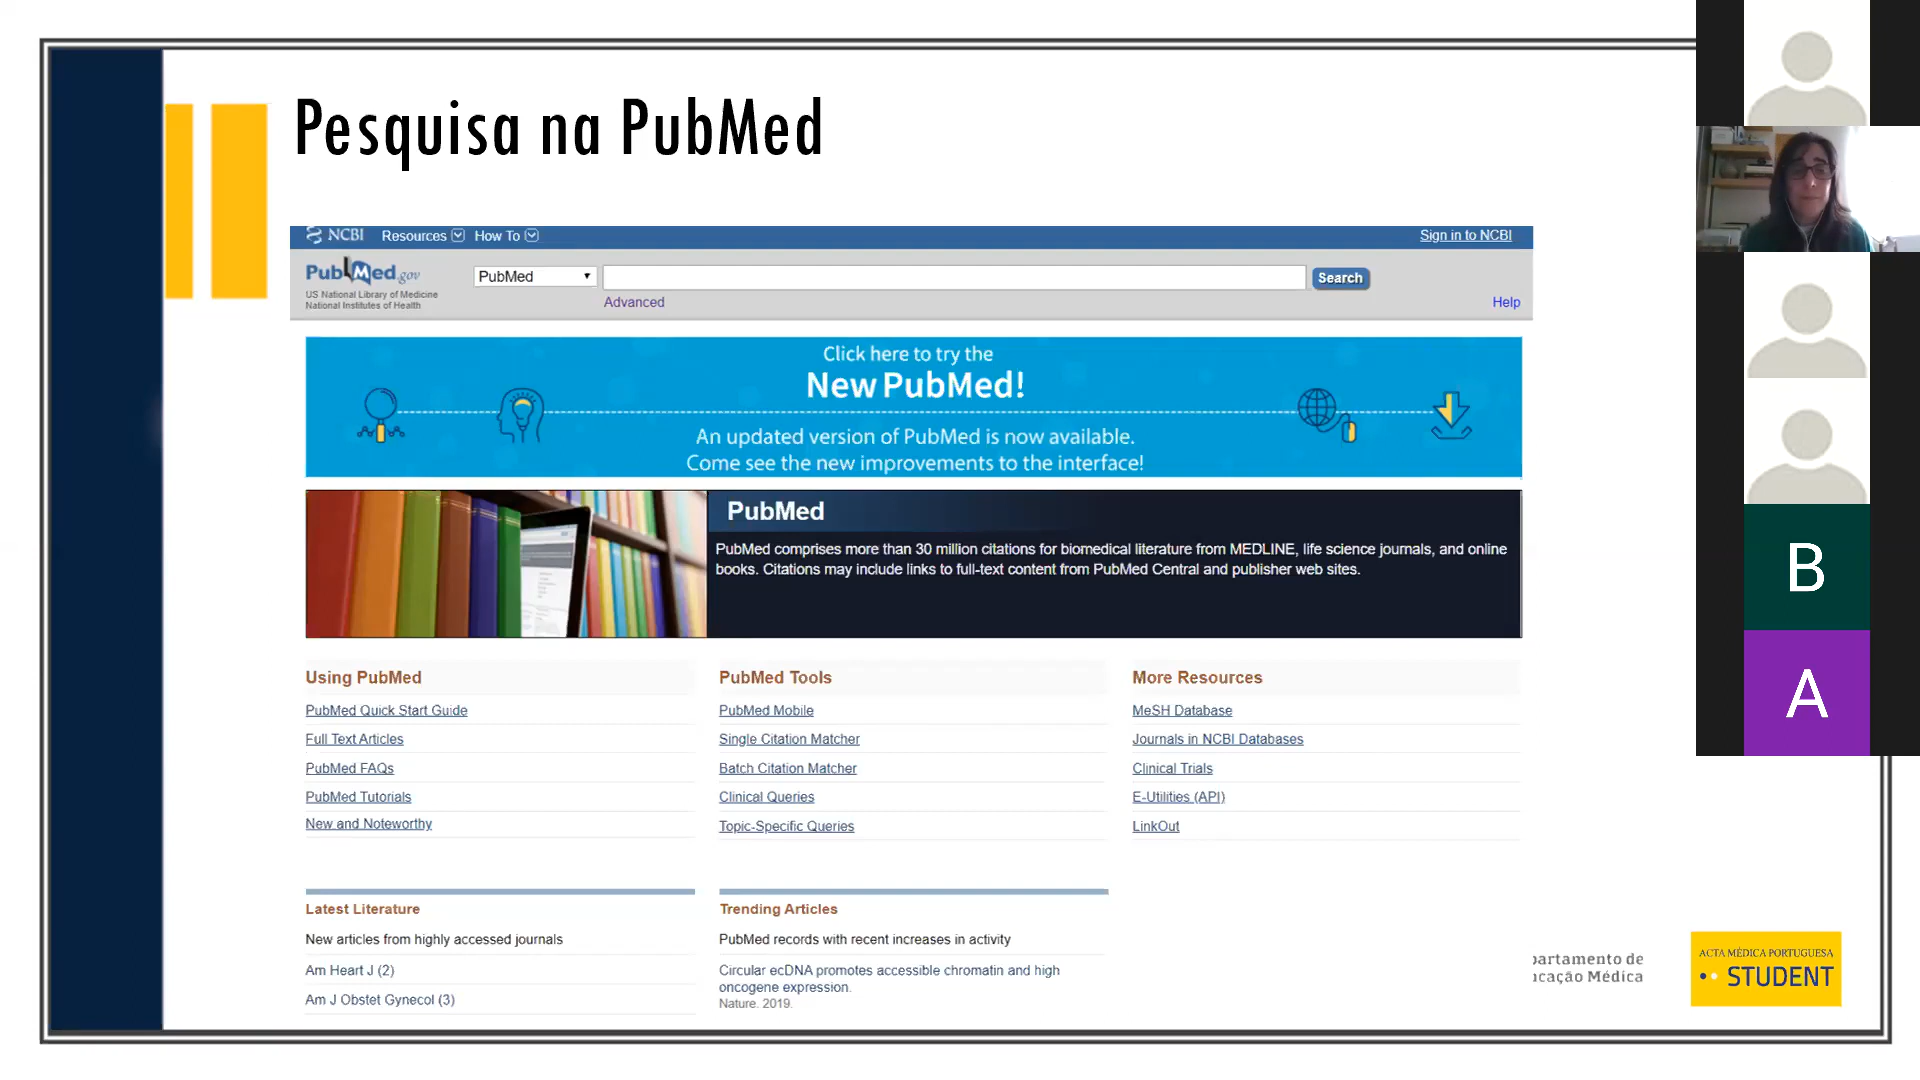 Pesquisa na PubMed
NCBI Resources How To Sign in to NCBI
PubMed.gov
US National Library of Medicine
National Institutes of Health
PubMed
Search
Advanced
Help
Click here to try the
New PubMed!
An updated version of PubMed is now available.
Come see the new improvements to the interface!
PubMed
PubMed comprises more than 30 million citations for biomedical literature from MEDLINE, life science journals, and online
books. Citations may include links to full-text content from PubMed Central and publisher web sites.
Using PubMed
PubMed Quick Start Guide
Full Text Articles
PubMed FAQs
PubMed Tutorials
New and Noteworthy
PubMed Tools
PubMed Mobile
Single Citation Matcher
Batch Citation Matcher
Clinical Queries
Topic-Specific Queries
More Resources
MeSH Database
Journals in NCBI Databases
Clinical Trials
E-Utilities (API)
LinkOut
Latest Literature
New articles from highly accessed journals
Am Heart J (2)
Am J Obstet Gynecol (3)
Trending Articles
PubMed records with recent increases in activity
Circular ecDNA promotes accessible chromatin and high
oncogene expression.
Nature. 2019.
partamento de
cação Médica
ACTA MÉDICA PORTUGUESA
STUDENT
B
A